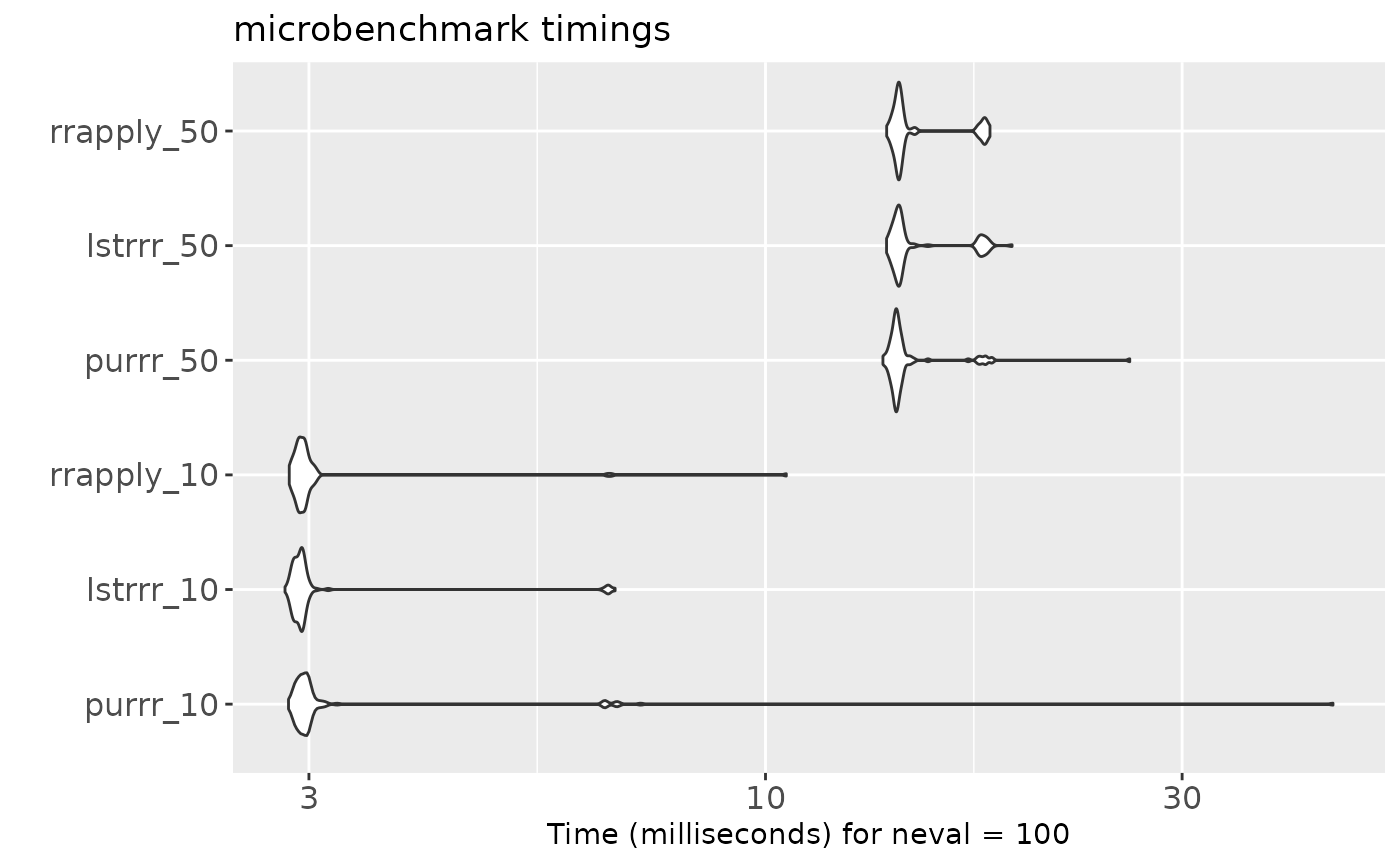 microbenchmark timings
rrapply_50
lstrrr_50
purrr_50
rrapply_10
lstrrr_10
purrr_10
3 10 30
Time (milliseconds) for neval = 100